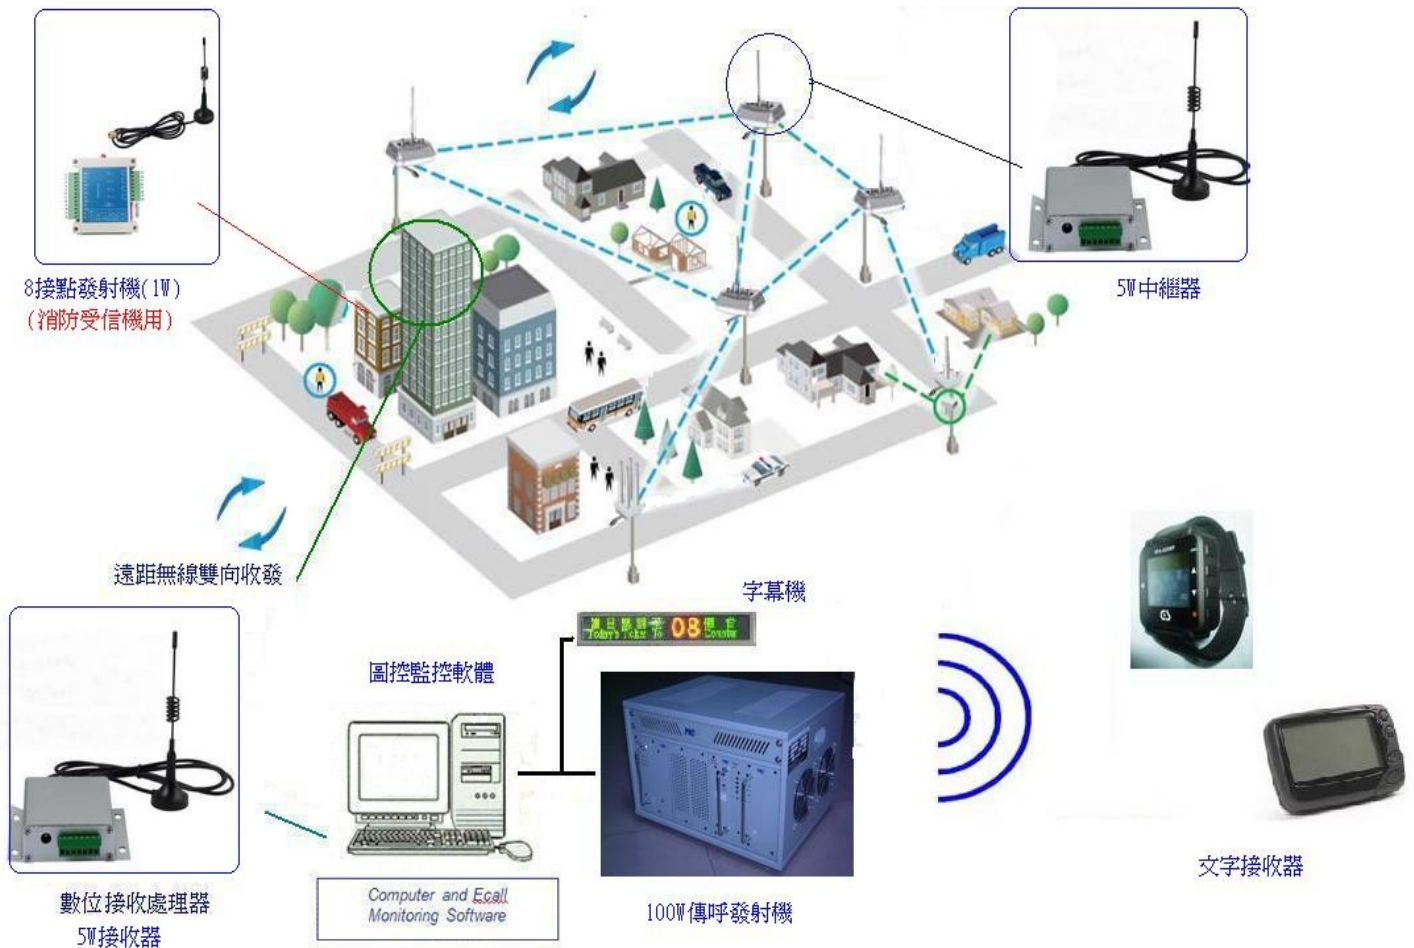 8接點發射機(1W)
(消防受信機用)
5W中繼器
遠距無線雙向收發
字幕機
08
Today's
To
圖控監控軟體
Computer and Ecall
Monitoring Software
100W傳呼發射機
數位接收處理器
5W接收器
文字接收器